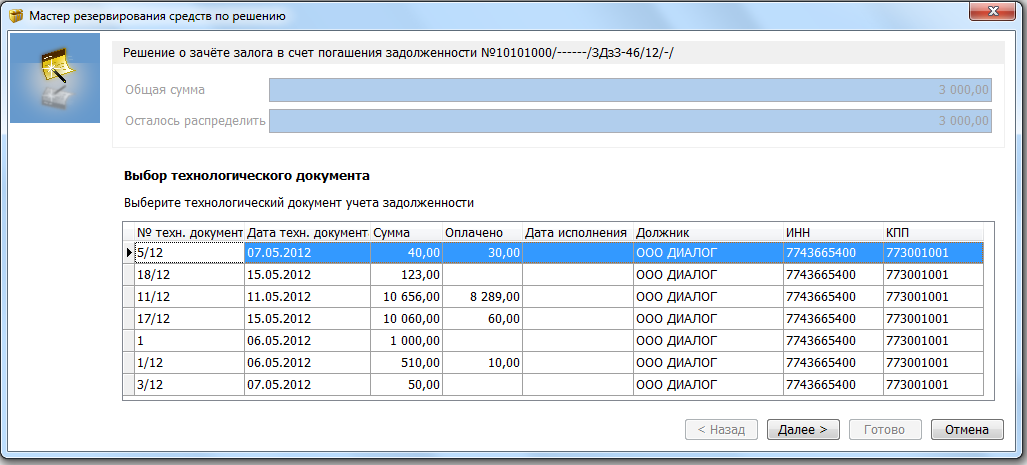 Мастер резервирования средств по решению
Решение о зачёте залога в счет погашения задолженности №10101000/------/ЗДзЗ-46/12/-/
Общая сумма 3 000,00
Осталось распределить 3 000,00
Выбор технологического документа
Выберите технологический документ учета задолженности
№ техн. документ Дата техн. документ Сумма Оплачено Дата исполнения Должник ИНН КПП
5/12 07.05.2012 40,00 30,00 ООО ДИАЛОГ 7743665400 773001001
18/12 15.05.2012 123,00 ООО ДИАЛОГ 7743665400 773001001
11/12 11.05.2012 10 656,00 8 289,00 ООО ДИАЛОГ 7743665400 773001001
17/12 15.05.2012 10 060,00 60,00 ООО ДИАЛОГ 7743665400 773001001
1 06.05.2012 1 000,00 ООО ДИАЛОГ 7743665400 773001001
1/12 06.05.2012 510,00 10,00 ООО ДИАЛОГ 7743665400 773001001
3/12 07.05.2012 50,00 ООО ДИАЛОГ 7743665400 773001001
< Назад Далее > Готово Отмена